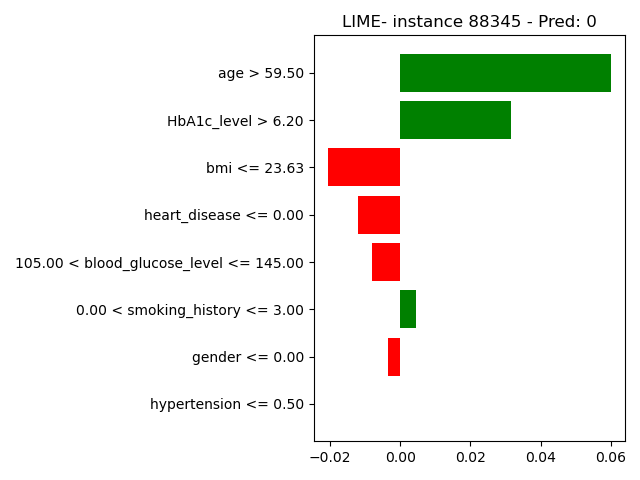 LIME- instance 88345 - Pred: 0
age > 59.50
HbA1c_level > 6.20
bmi <= 23.63
heart_disease <= 0.00
105.00 < blood_glucose_level <= 145.00
0.00 < smoking_history <= 3.00
gender <= 0.00
hypertension <= 0.50
−0.02 0.00 0.02 0.04 0.06